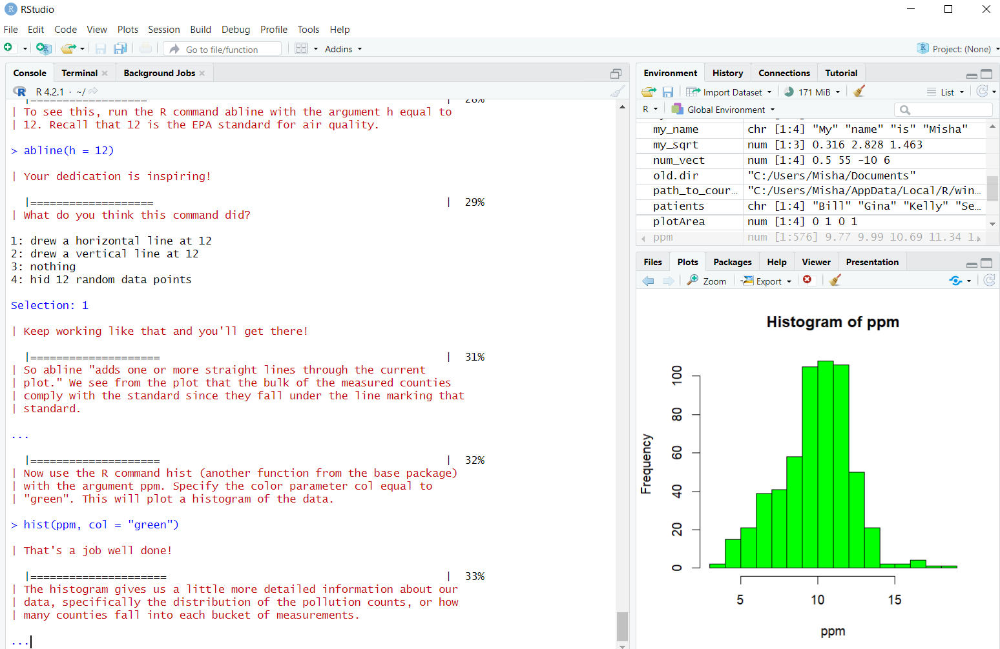 RStudio
File Edit Code View Plots Session Build Debug Profile Tools Help
Go to file/function Addins Project: (None)
Console Terminal Background Jobs
R 4.2.1 · ~/
|================== | 28%
| To see this, run the R command abline with the argument h equal to
| 12. Recall that 12 is the EPA standard for air quality.
> abline(h = 12)
| Your dedication is inspiring!
|=================== | 29%
| What do you think this command did?
1: drew a horizontal line at 12
2: drew a vertical line at 12
3: nothing
4: hid 12 random data points
Selection: 1
| Keep working like that and you'll get there!
|==================== | 31%
| So abline "adds one or more straight lines through the current
| plot." We see from the plot that the bulk of the measured counties
| comply with the standard since they fall under the line marking that
| standard.
...
|==================== | 32%
| Now use the R command hist (another function from the base package)
| with the argument ppm. Specify the color parameter col equal to
| "green". This will plot a histogram of the data.
> hist(ppm, col = "green")
| That's a job well done!
|===================== | 33%
| The histogram gives us a little more detailed information about our
| data, specifically the distribution of the pollution counts, or how
| many counties fall into each bucket of measurements.
...
Environment History Connections Tutorial
Import Dataset 171 MiB List
R Global Environment
my_name chr [1:4] "My" "name" "is" "Misha"
my_sqrt num [1:3] 0.316 2.828 1.463
num_vect num [1:4] 0.5 55 -10 6
old.dir "C:/Users/Misha/Documents"
path_to_cour... "C:/Users/Misha/AppData/Local/R/win...
patients chr [1:4] "Bill" "Gina" "Kelly" "Se...
plotArea num [1:4] 0 1 0 1
ppm num [1:576] 9.77 9.99 10.69 11.34 1.
Files Plots Packages Help Viewer Presentation
Zoom Export
Histogram of ppm
Frequency
100
80
60
40
20
0
5 10 15
ppm